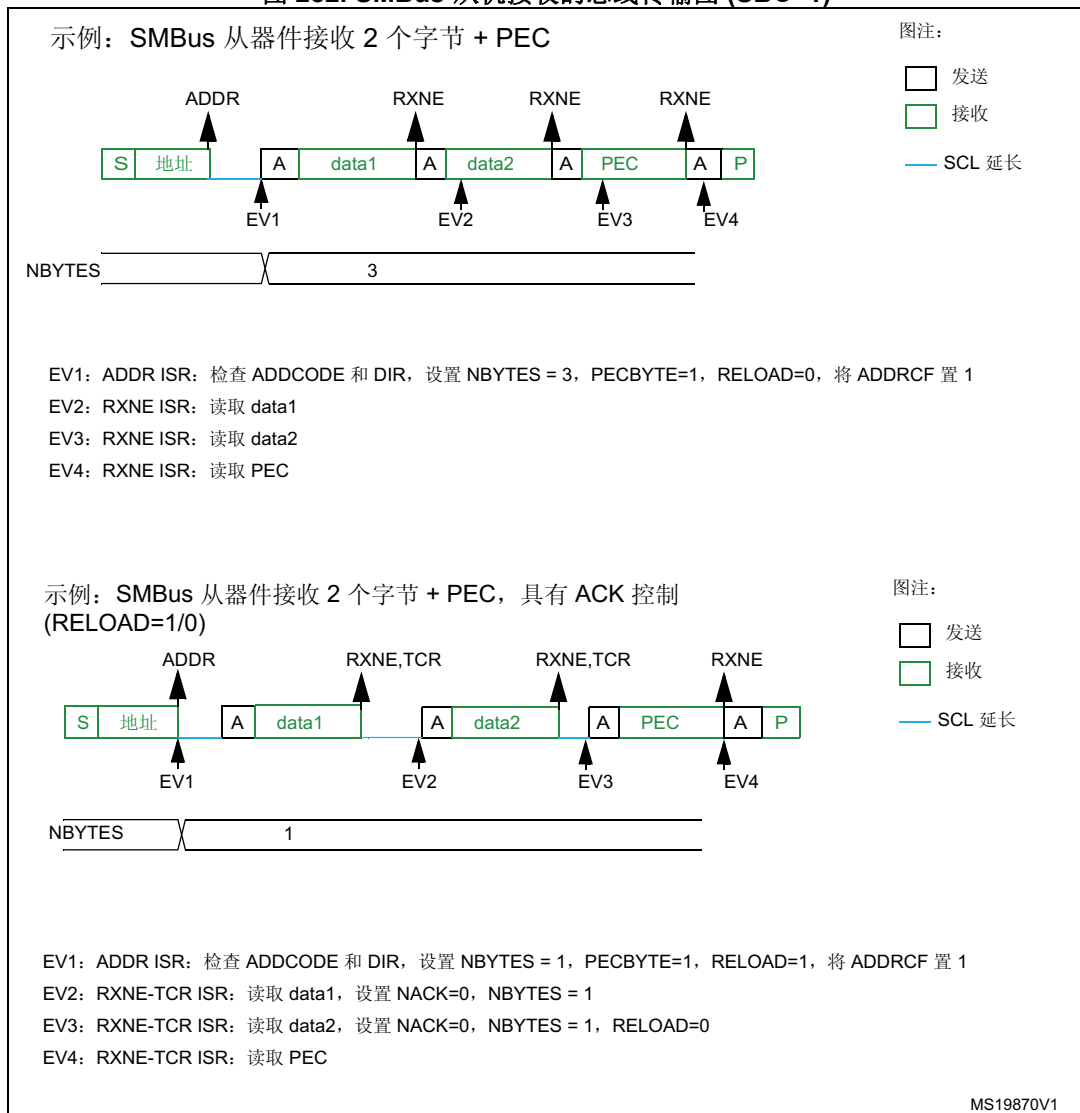 示例：SMBus 从器件接收 2 个字节 + PEC
图注：
发送
接收
SCL 延长
ADDR RXNE RXNE RXNE
S 地址 A data1 A data2 A PEC A P
EV1 EV2 EV3 EV4
NBYTES 3
EV1：ADDR ISR：检查 ADDCODE 和 DIR，设置 NBYTES = 3，PECBYTE=1，RELOAD=0，将 ADDRCF 置 1
EV2：RXNE ISR：读取 data1
EV3：RXNE ISR：读取 data2
EV4：RXNE ISR：读取 PEC
示例：SMBus 从器件接收 2 个字节 + PEC，具有 ACK 控制
(RELOAD=1/0)
图注：
发送
接收
SCL 延长
ADDR RXNE,TCR RXNE,TCR RXNE
S 地址 A data1 A data2 A PEC A P
EV1 EV2 EV3 EV4
NBYTES 1
EV1：ADDR ISR：检查 ADDCODE 和 DIR，设置 NBYTES = 1，PECBYTE=1，RELOAD=1，将 ADDRCF 置 1
EV2：RXNE-TCR ISR：读取 data1，设置 NACK=0，NBYTES = 1
EV3：RXNE-TCR ISR：读取 data2，设置 NACK=0，NBYTES = 1，RELOAD=0
EV4：RXNE-TCR ISR：读取 PEC
MS19870V1